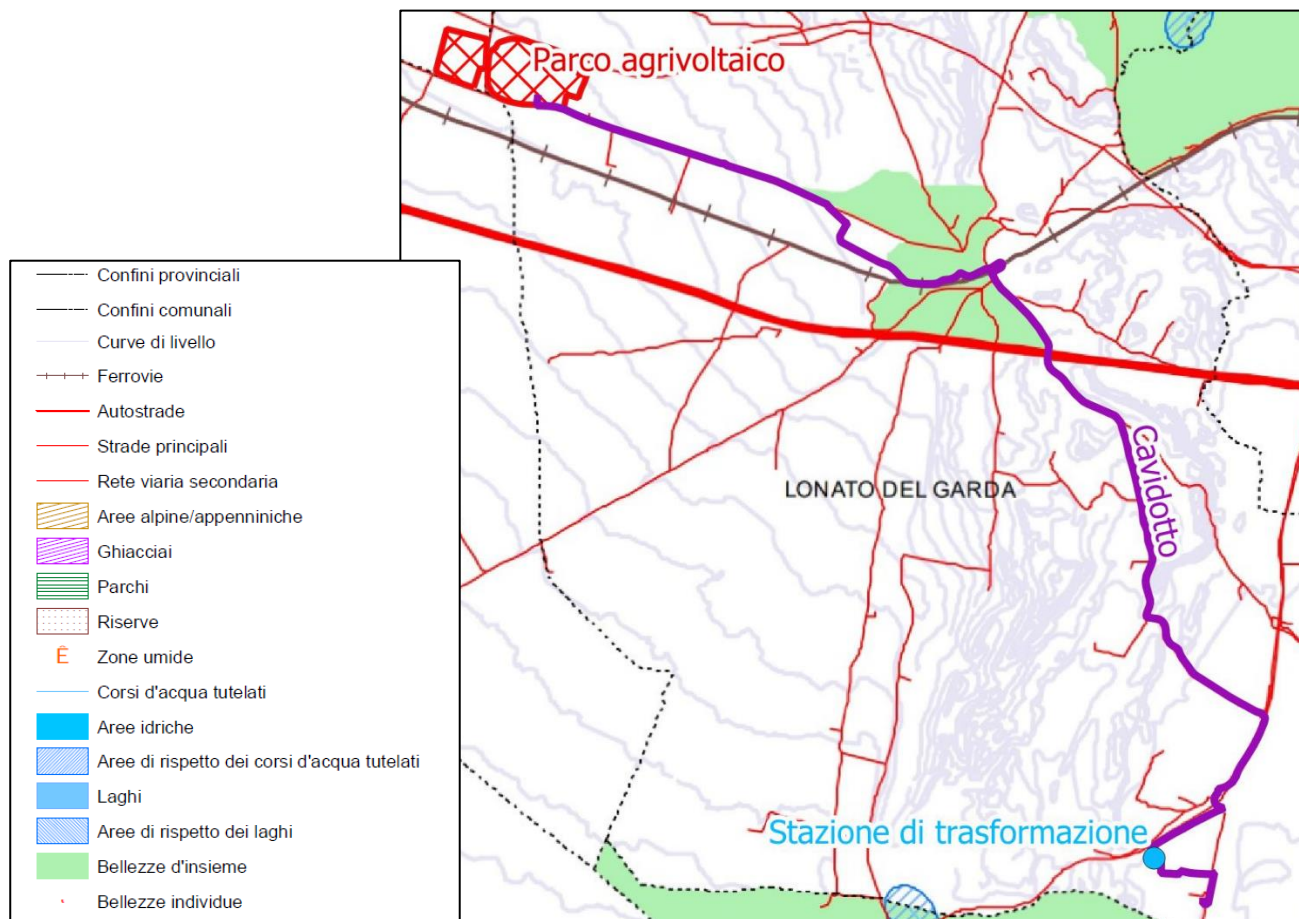 Parco agrivoltaico
LONATO DEL GARDA
Cavidotto
Stazione di trasformazione
Confini provinciali
Confini comunali
Curve di livello
Ferrovie
Autostrade
Strade principali
Rete viaria secondaria
Aree alpine/appenniniche
Ghiacciai
Parchi
Riserve
Ê Zone umide
Corsi d'acqua tutelati
Aree idriche
Aree di rispetto dei corsi d'acqua tutelati
Laghi
Aree di rispetto dei laghi
Bellezze d'insieme
Bellezze individue